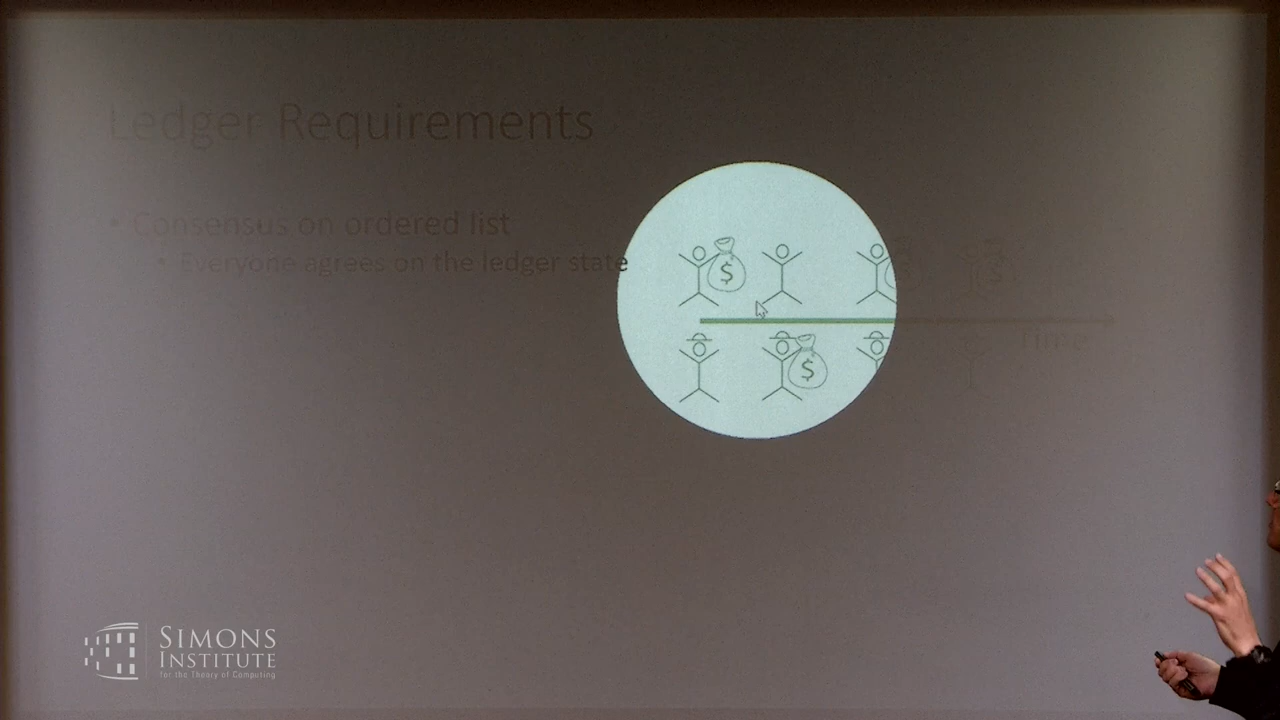 Ledger Requirements
• Consensus on ordered list
• Everyone agrees on the ledger state
$
$
$
$
Time
SIMONS
INSTITUTE
for the Theory of Computing